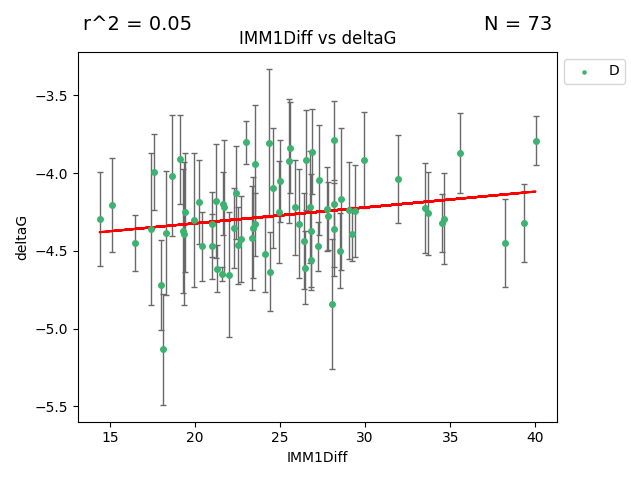 r^2 = 0.05
N = 73
IMM1Diff vs deltaG
D
deltaG
−3.5
−4.0
−4.5
−5.0
−5.5
15 20 25 30 35 40
IMM1Diff